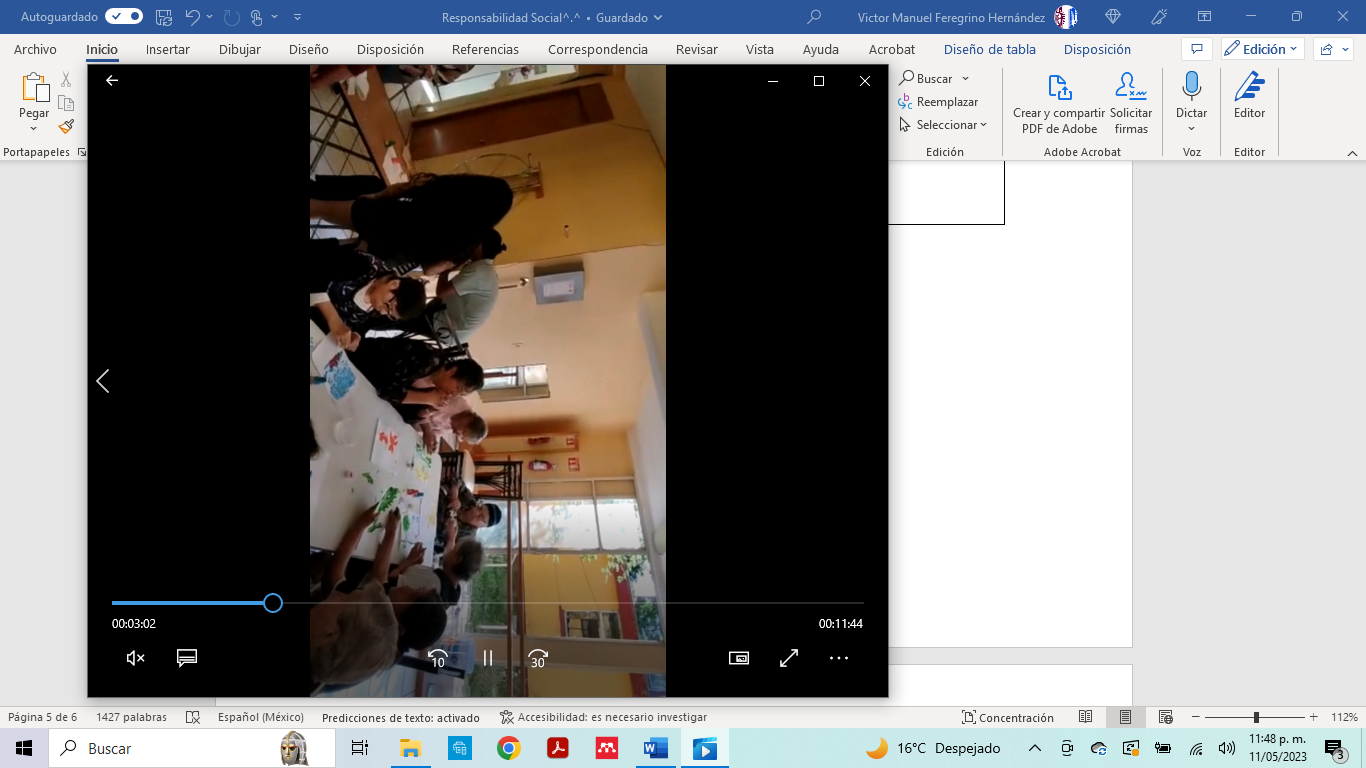 Autoguardado
Responsabilidad Social^.^ • Guardado
Victor Manuel Feregrino Hernández
Archivo Inicio Insertar Dibujar Diseño Disposición Referencias Correspondencia Revisar Vista Ayuda Acrobat Diseño de tabla Disposición Edición
Pegar
Portapapeles
Buscar
Reemplazar
Seleccionar
Edición
Crear y compartir
PDF de Adobe
Solicitar
firmas
Adobe Acrobat
Dictar
Voz
Editor
Editor
00:03:02
00:11:44
10
30
Página 5 de 6 1427 palabras Español (México) Predicciones de texto: activado Accesibilidad: es necesario investigar Concentración 112%
Buscar
16°C Despejado
11:48 p. m.
11/05/2023
3